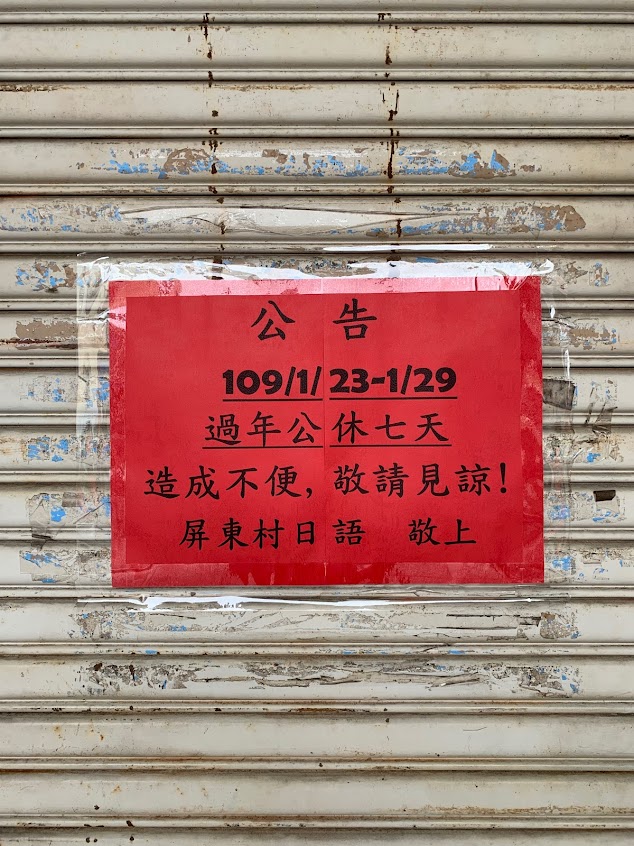 公告
109/1/23-1/29
過年公休七天
造成不便，敬請見諒！
屏東村日語　敬上